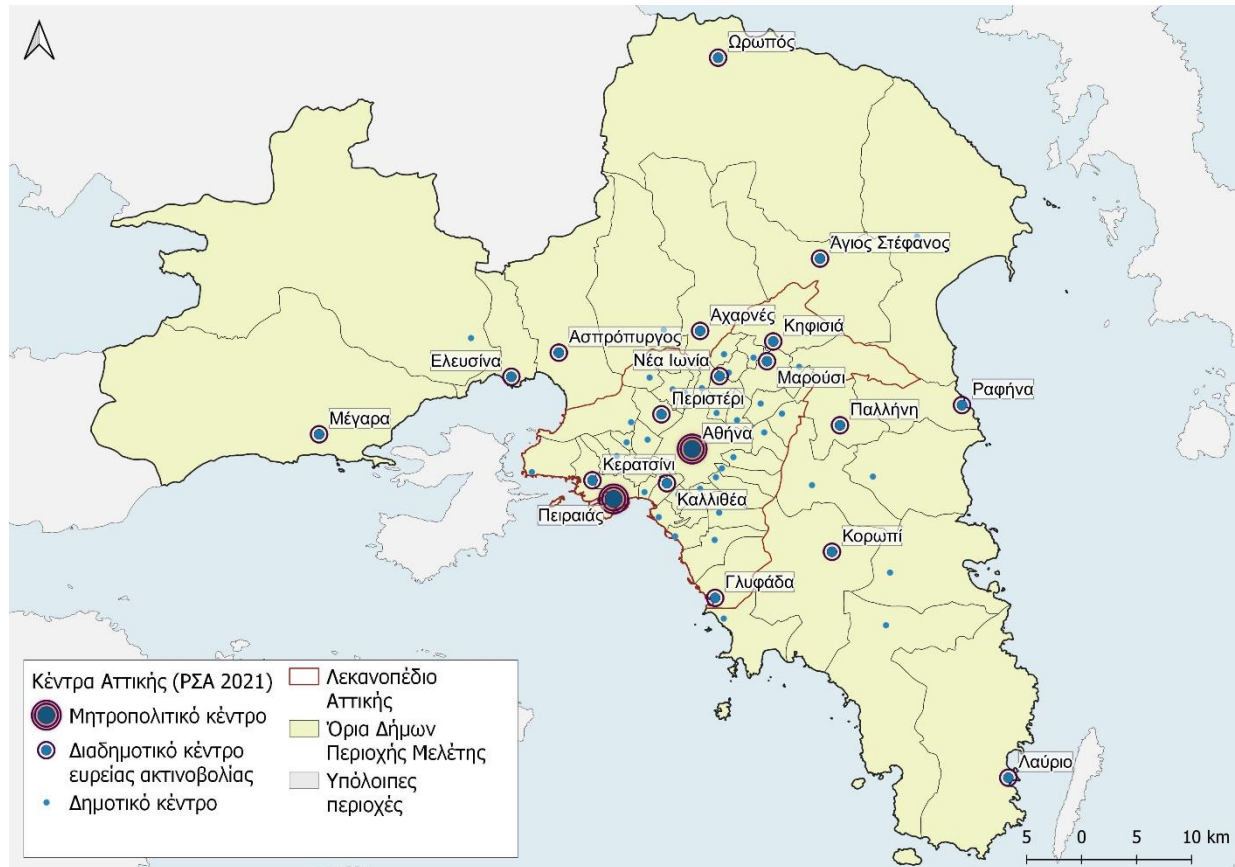 Ωρωπός
Άγιος Στέφανος
Αχαρνές
Κηφισιά
Ασπρόπυργος
Νέα Ιωνία
Ελευσίνα
Μαρούσι
Ραφήνα
Περιστέρι
Παλλήνη
Μέγαρα
Αθήνα
Κερατσίνι
Καλλιθέα
Πειραιάς
Κορωπί
Γλυφάδα
Λαύριο
Κέντρα Αττικής (ΡΣΑ 2021)
Μητροπολιτικό κέντρο
Διαδημοτικό κέντρο
ευρείας ακτινοβολίας
Δημοτικό κέντρο
Λεκανοπέδιο
Αττικής
Όρια Δήμων
Περιοχής Μελέτης
Υπόλοιπες
περιοχές
5 0 5 10 km